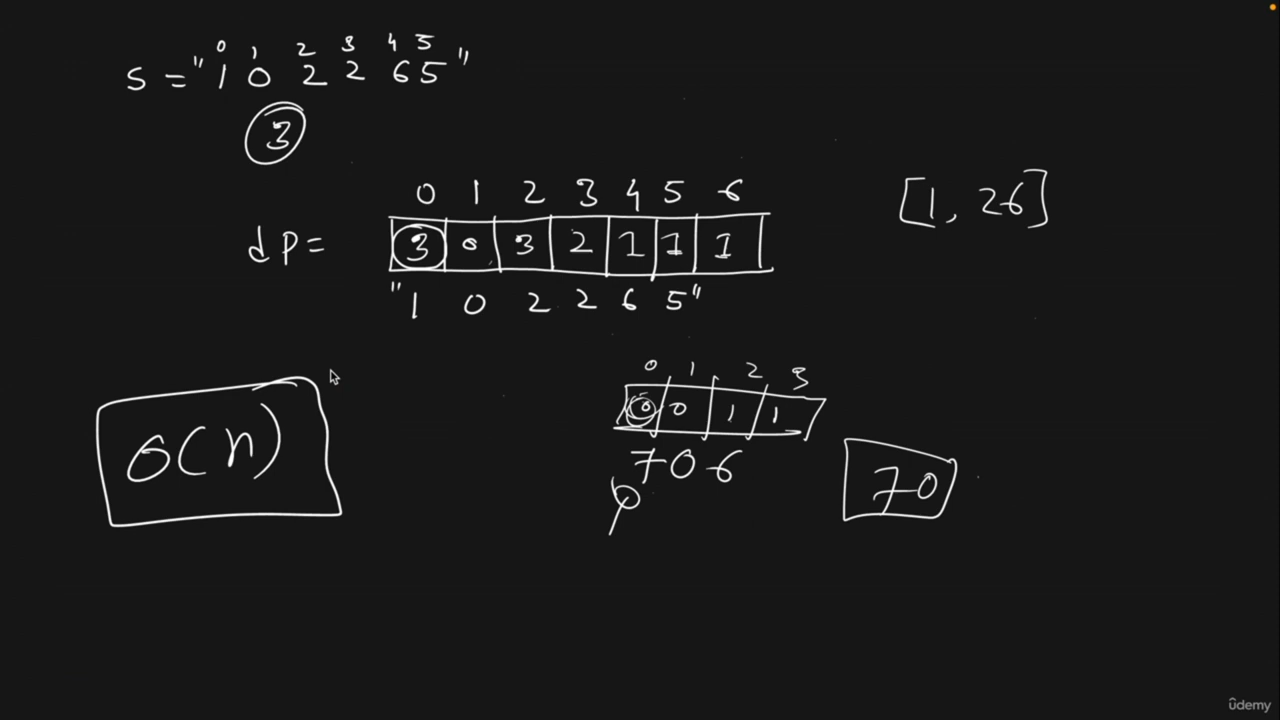 0 1 2 3 4 5
S = "1 0 2 2 6 5"
3
0 1 2 3 4 5 6
[1, 26]
dp = 3 0 3 2 1 1 1
"1 0 2 2 6 5"
0 1 2 3
0 0 1 1
O(n)
7 0 6
70
ûdemy